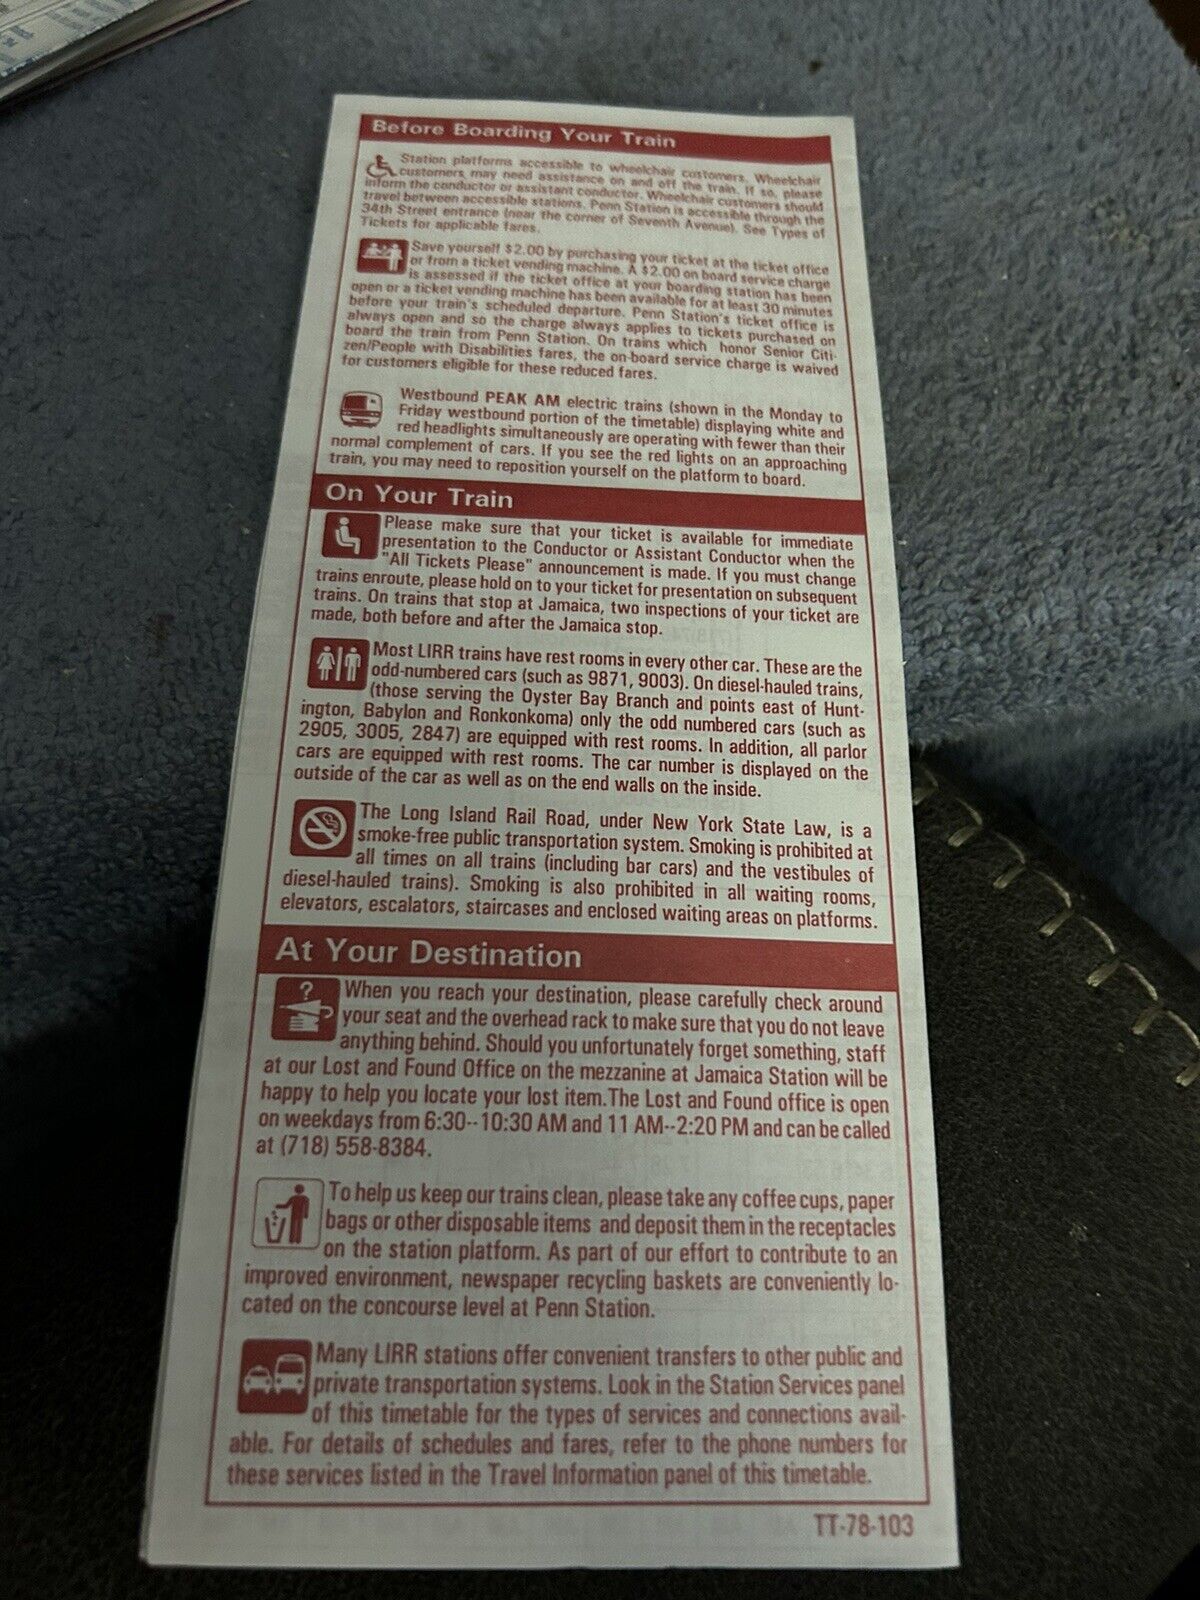 Before Boarding Your Train
Station platforms accessible to wheelchair customers. Wheelchair
customers may need assistance on and off the train. If so, please
inform the conductor or assistant conductor. Wheelchair customers should
travel between accessible stations. Penn Station is accessible through the
34th Street entrance (near the corner of Seventh Avenue). See Types of
Tickets for applicable fares.
Save yourself $2.00 by purchasing your ticket at the ticket office
or from a ticket vending machine. A $2.00 on board service charge
is assessed if the ticket office at your boarding station has been
open or a ticket vending machine has been available for at least 30 minutes
before your train's scheduled departure. Penn Station's ticket office is
always open and so the charge always applies to tickets purchased on
board the train from Penn Station. On trains which honor Senior Citi-
zen/People with Disabilities fares, the on-board service charge is waived
for customers eligible for these reduced fares.
Westbound PEAK AM electric trains (shown in the Monday to
Friday westbound portion of the timetable) displaying white and
red headlights simultaneously are operating with fewer than their
normal complement of cars. If you see the red lights on an approaching
train, you may need to reposition yourself on the platform to board.
On Your Train
Please make sure that your ticket is available for immediate
presentation to the Conductor or Assistant Conductor when the
"All Tickets Please" announcement is made. If you must change
trains enroute, please hold on to your ticket for presentation on subsequent
trains. On trains that stop at Jamaica, two inspections of your ticket are
made, both before and after the Jamaica stop.
Most LIRR trains have rest rooms in every other car. These are the
odd-numbered cars (such as 9871, 9003). On diesel-hauled trains,
(those serving the Oyster Bay Branch and points east of Hunt-
ington, Babylon and Ronkonkoma) only the odd numbered cars (such as
2905, 3005, 2847) are equipped with rest rooms. In addition, all parlor
cars are equipped with rest rooms. The car number is displayed on the
outside of the car as well as on the end walls on the inside.
The Long Island Rail Road, under New York State Law, is a
smoke-free public transportation system. Smoking is prohibited at
all times on all trains (including bar cars) and the vestibules of
diesel-hauled trains). Smoking is also prohibited in all waiting rooms,
elevators, escalators, staircases and enclosed waiting areas on platforms.
At Your Destination
?
When you reach your destination, please carefully check around
your seat and the overhead rack to make sure that you do not leave
anything behind. Should you unfortunately forget something, staff
at our Lost and Found Office on the mezzanine at Jamaica Station will be
happy to help you locate your lost item.The Lost and Found office is open
on weekdays from 6:30--10:30 AM and 11 AM--2:20 PM and can be called
at (718) 558-8384.
To help us keep our trains clean, please take any coffee cups, paper
bags or other disposable items and deposit them in the receptacles
on the station platform. As part of our effort to contribute to an
improved environment, newspaper recycling baskets are conveniently lo-
cated on the concourse level at Penn Station.
Many LIRR stations offer convenient transfers to other public and
private transportation systems. Look in the Station Services panel
of this timetable for the types of services and connections avail-
able. For details of schedules and fares, refer to the phone numbers for
these services listed in the Travel Information panel of this timetable.
TT-78-103